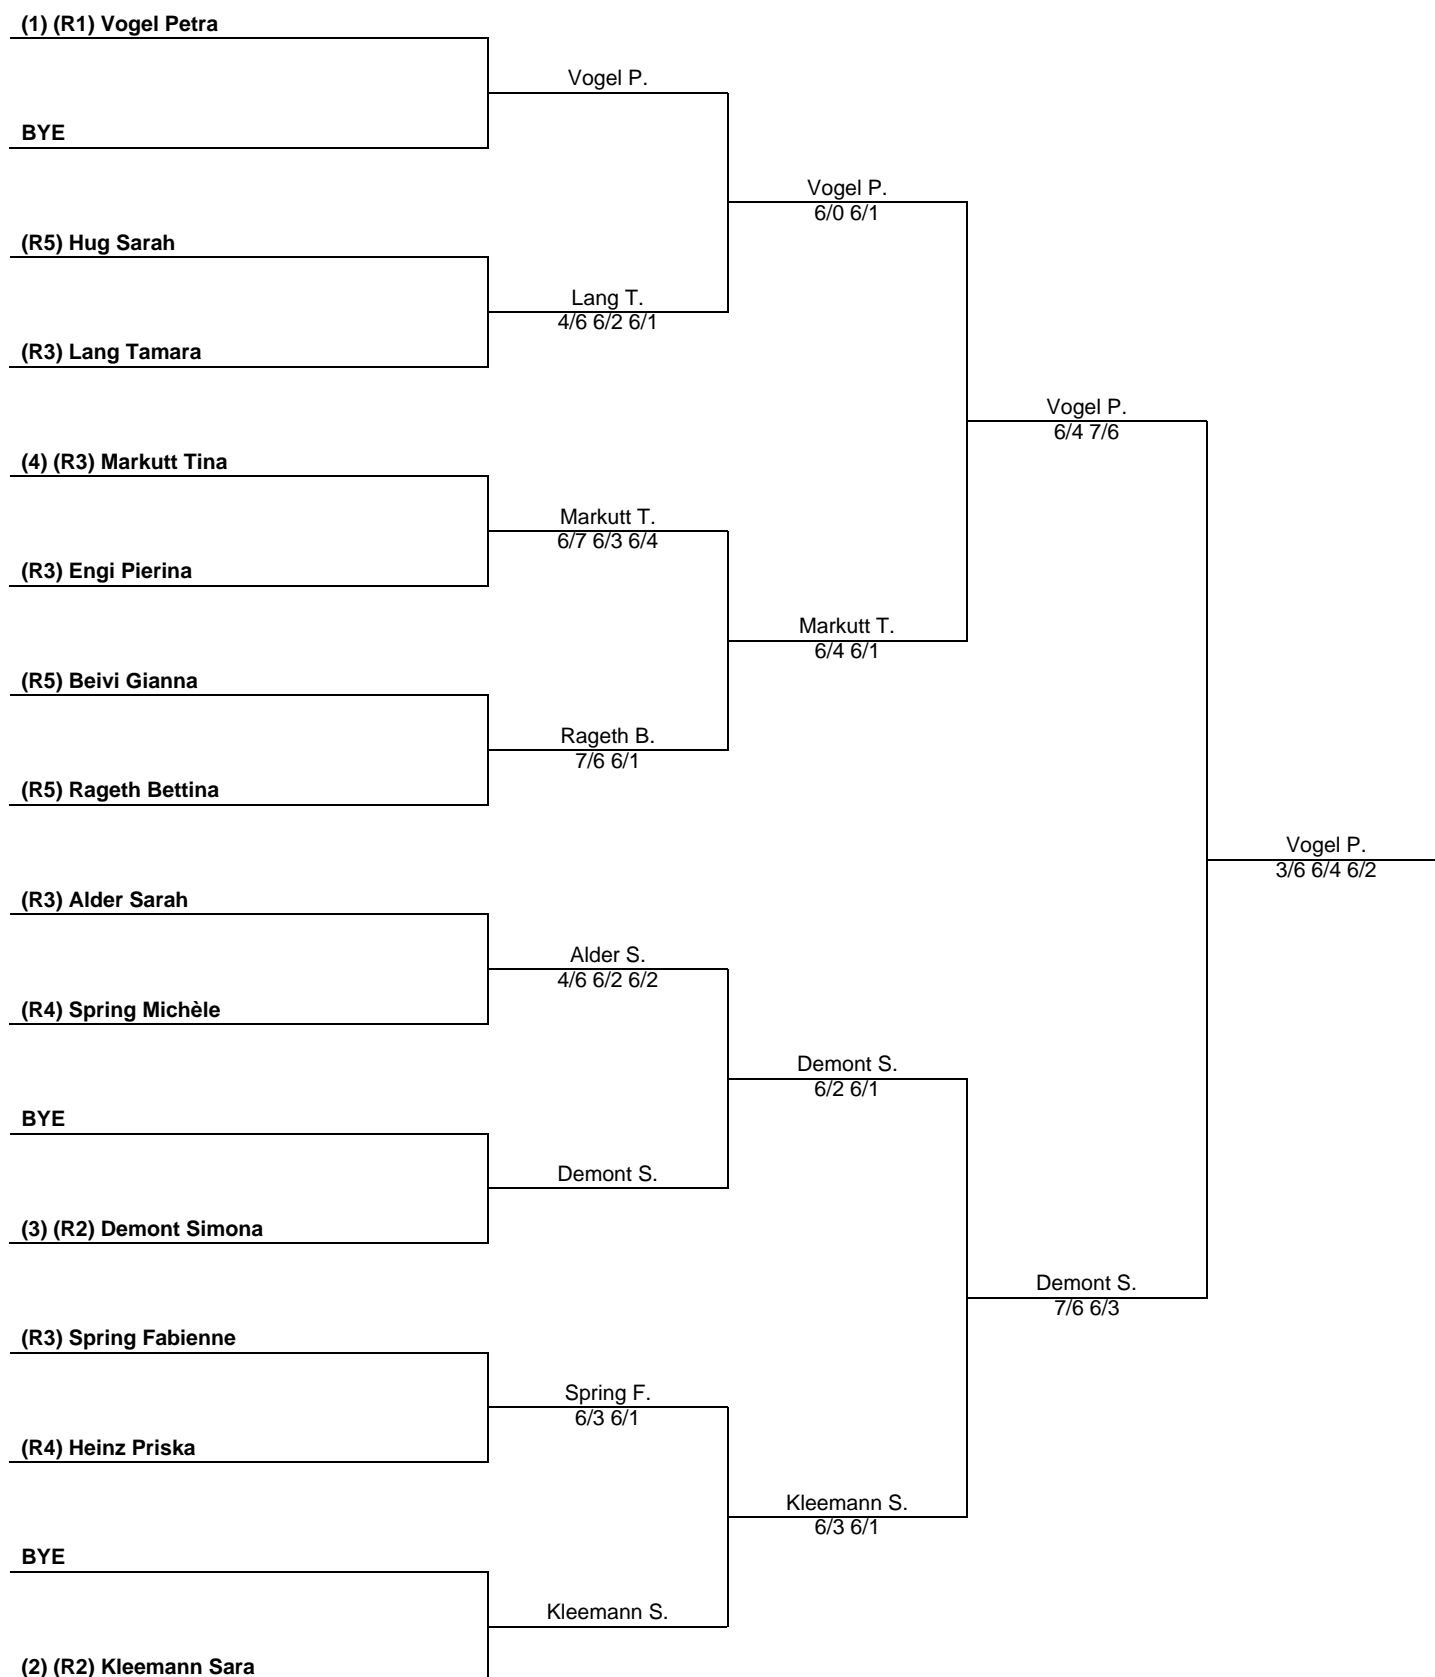 (1) (R1) Vogel Petra
Vogel P.
BYE
Vogel P.
6/0 6/1
(R5) Hug Sarah
Lang T.
4/6 6/2 6/1
(R3) Lang Tamara
Vogel P.
6/4 7/6
(4) (R3) Markutt Tina
Markutt T.
6/7 6/3 6/4
(R3) Engi Pierina
Markutt T.
6/4 6/1
(R5) Beivi Gianna
Rageth B.
7/6 6/1
(R5) Rageth Bettina
Vogel P.
3/6 6/4 6/2
(R3) Alder Sarah
Alder S.
4/6 6/2 6/2
(R4) Spring Michèle
Demont S.
6/2 6/1
BYE
Demont S.
(3) (R2) Demont Simona
Demont S.
7/6 6/3
(R3) Spring Fabienne
Spring F.
6/3 6/1
(R4) Heinz Priska
Kleemann S.
6/3 6/1
BYE
Kleemann S.
(2) (R2) Kleemann Sara